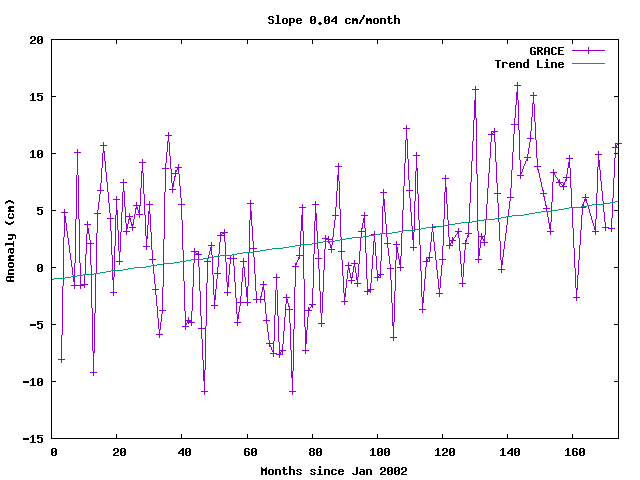 Slope 0.04 cm/month
20
15
10
5
0
-5
-10
-15
Anomaly (cm)
GRACE
Trend Line
0 20 40 60 80 100 120 140 160
Months since Jan 2002